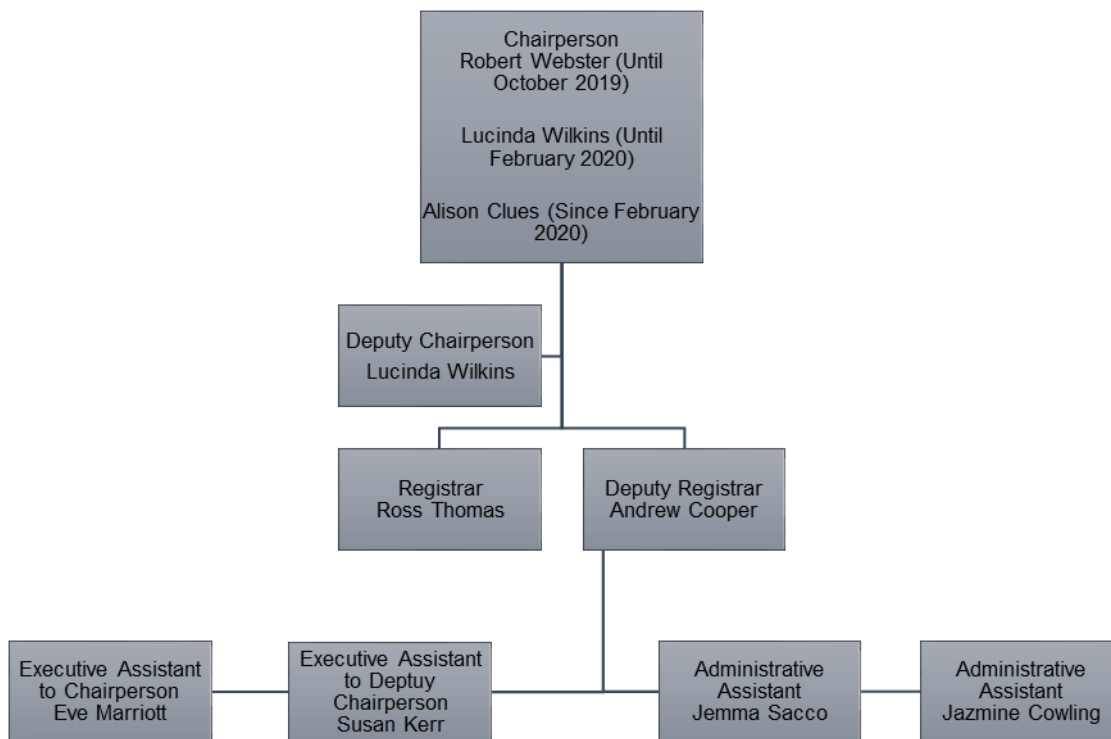 Chairperson
Robert Webster (Until
October 2019)
Lucinda Wilkins (Until
February 2020)
Alison Clues (Since February
2020)
Deputy Chairperson
Lucinda Wilkins
Registrar
Ross Thomas
Deputy Registrar
Andrew Cooper
Executive Assistant
to Chairperson
Eve Marriott
Executive Assistant
to Deptuy
Chairperson
Susan Kerr
Administrative
Assistant
Jemma Sacco
Administrative
Assistant
Jazmine Cowling